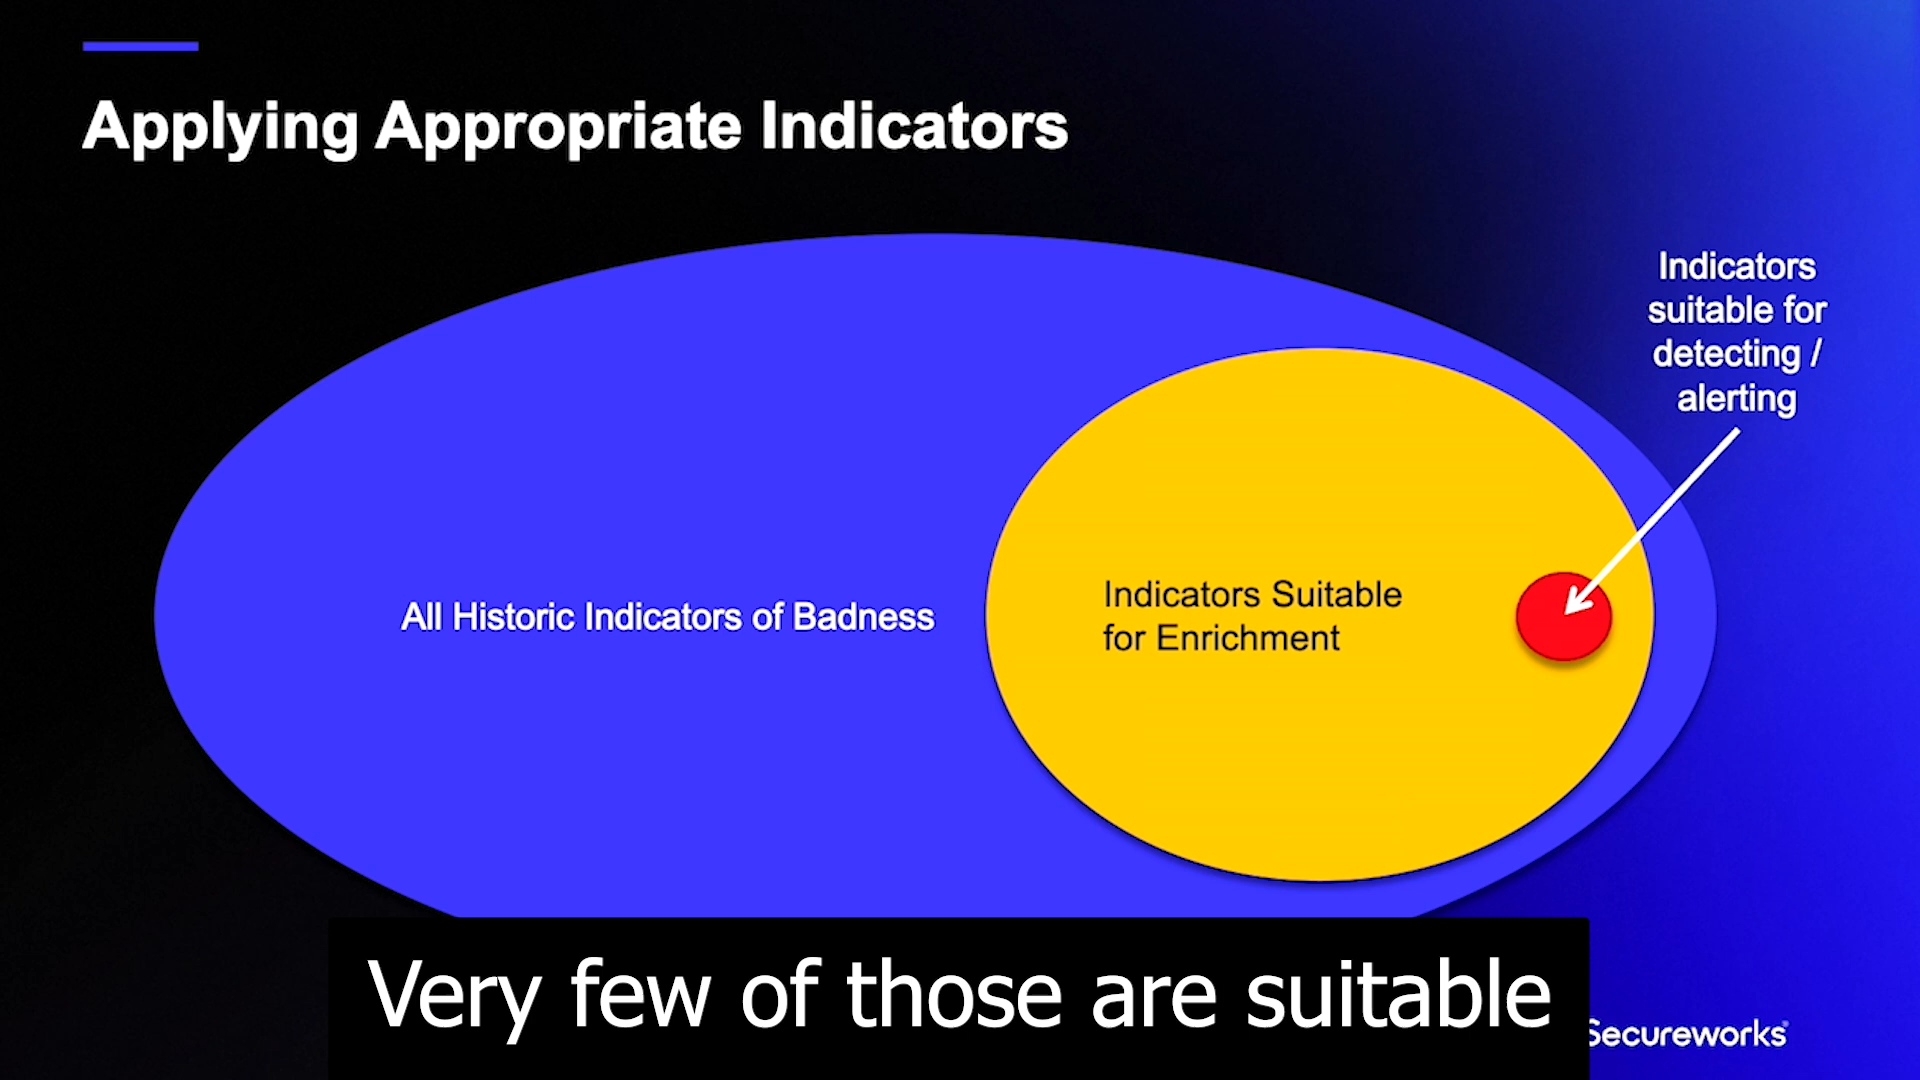 Applying Appropriate Indicators
Indicators
suitable for
detecting /
alerting
All Historic Indicators of Badness
Indicators Suitable
for Enrichment
Very few of those are suitable
Secureworks